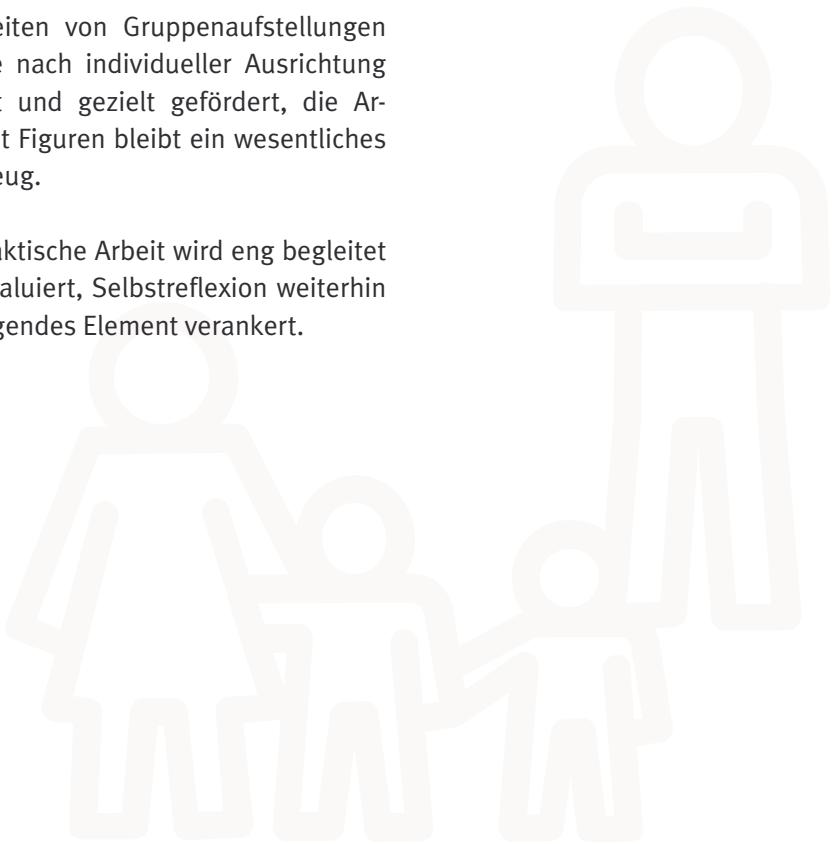 eiten von Gruppenaufstellungen
e nach individueller Ausrichtung
t und gezielt gefördert, die Ar-
t Figuren bleibt ein wesentliches
eug.
aktische Arbeit wird eng begleitet
aluiert, Selbstreflexion weiterhin
gendes Element verankert.